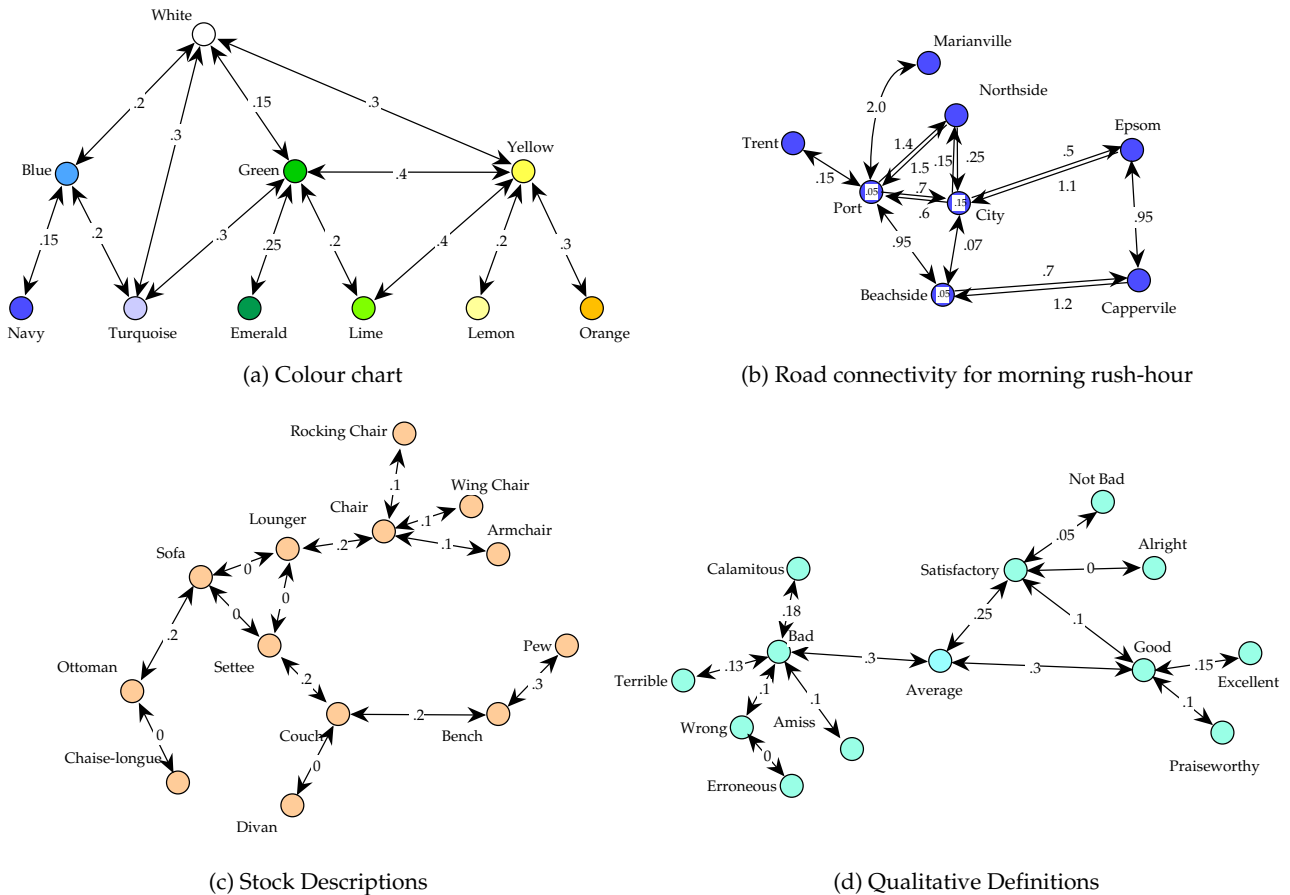 White
.2
.15
.3
.3
Blue
Green
Yellow
.4
.15
.2
.3
.25
.2
.4
.2
.3
Navy
Turquoise
Emerald
Lime
Lemon
Orange
(a) Colour chart
Marianville
Northside
2.0
Epsom
Trent
1.4
.15
.25
.5
.15
1.5
1.1
.05
.7
.15
Port
.6
City
.95
.07
.95
Beachside
.05
.7
1.2
Cappervile
(b) Road connectivity for morning rush-hour
Rocking Chair
.1
Wing Chair
Chair
.1
Lounger
Armchair
.2
.1
Sofa
0
0
0
.2
Pew
Ottoman
Settee
.2
.3
.2
0
Couch
Bench
Chaise-longue
0
Divan
(c) Stock Descriptions
Not Bad
.05
Alright
Calamitous
Satisfactory
0
.18
.25
.1
Bad
Good
.13
.3
.3
.15
Terrible
Average
Excellent
.1
.1
.1
Wrong
Amiss
0
Praiseworthy
Erroneous
(d) Qualitative Definitions